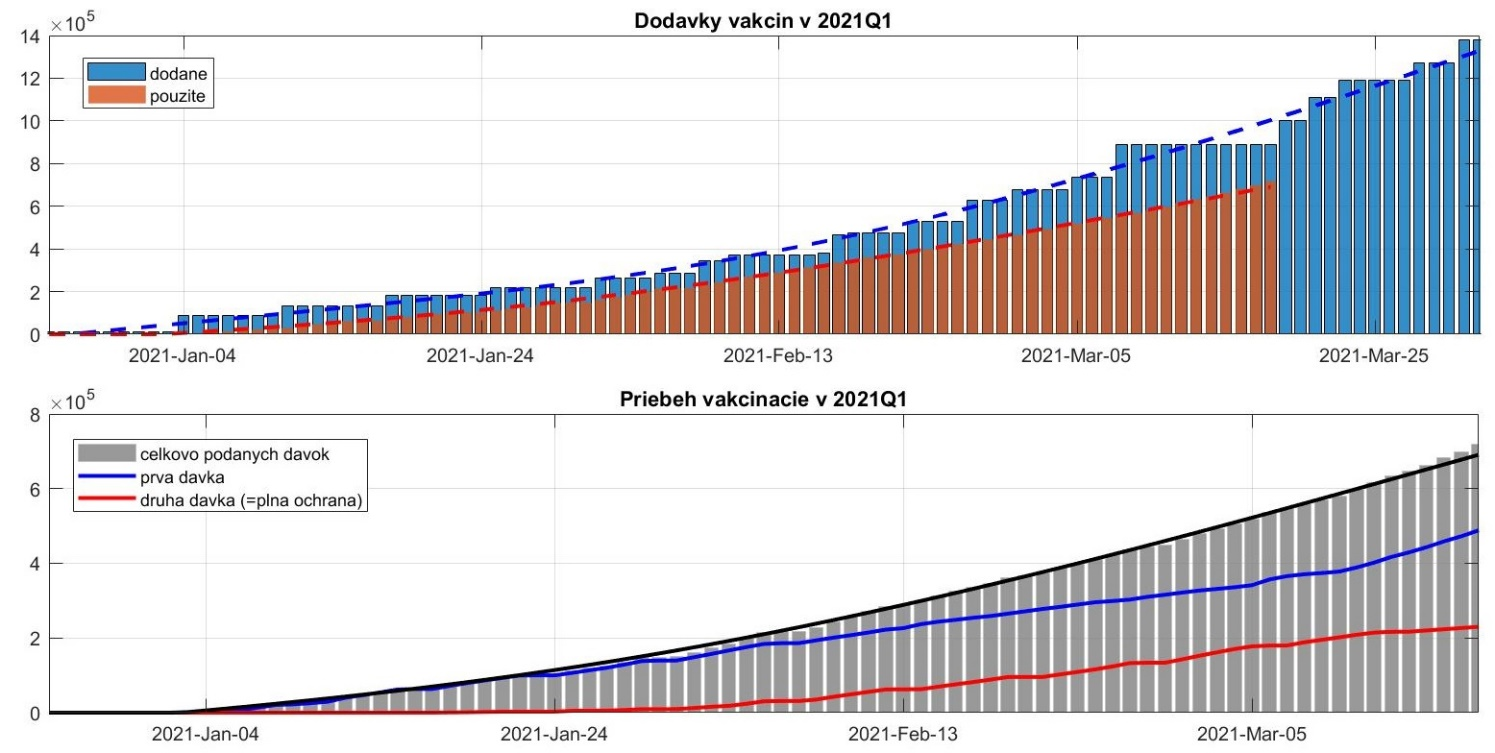 Dodavky vakcin v 2021Q1
×10^5
14
12
10
8
6
4
2
0
dodane
pouzite
2021-Jan-04
2021-Jan-24
2021-Feb-13
2021-Mar-05
2021-Mar-25
Priebeh vakcinacie v 2021Q1
×10^5
8
6
4
2
0
celkovo podanych davok
prva davka
druha davka (=plna ochrana)
2021-Jan-04
2021-Jan-24
2021-Feb-13
2021-Mar-05